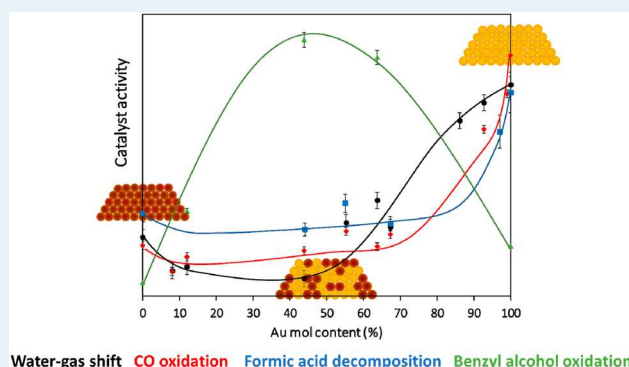 Catalyst activity
0 10 20 30 40 50 60 70 80 90 100
Au mol content (%)
Water-gas shift CO oxidation Formic acid decomposition Benzyl alcohol oxidation